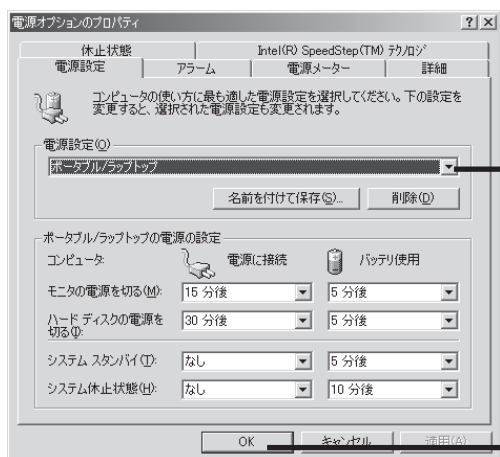 電源オプションのプロパティ
休止状態 Intel(R) SpeedStep(TM) テクノロジ
電源設定 アラーム 電源メーター 詳細
コンピュータの使い方に最も適した電源設定を選択してください。下の設定を
変更すると、選択された電源設定も変更されます。
電源設定(O)
ポータブル/ラップトップ
名前を付けて保存(S)... 削除(D)
ポータブル/ラップトップの電源の設定
コンピュータ: 電源に接続 バッテリ使用
モニタの電源を切る(M): 15 分後 5 分後
ハード ディスクの電源を
切る(I): 30 分後 5 分後
システム スタンバイ(T): なし 5 分後
システム休止状態(H): なし 10 分後
OK キャンセル 適用(A)